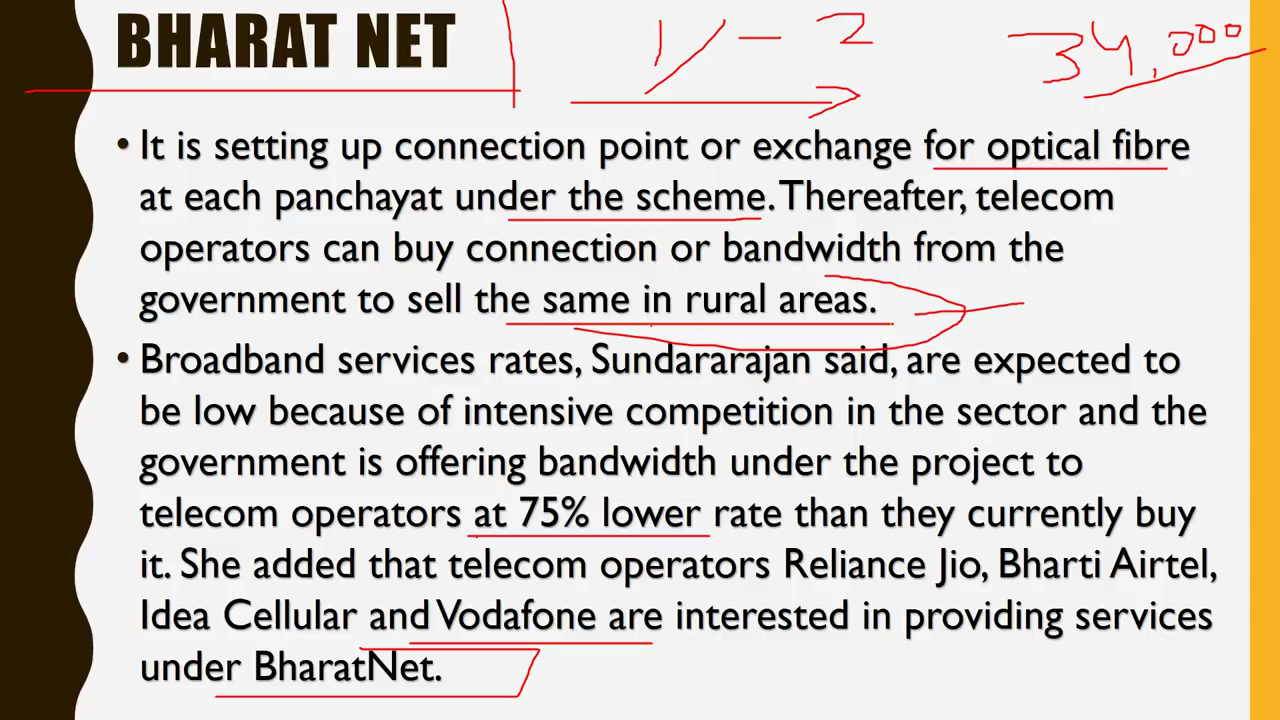 BHARAT NET
1/ - 2
34,000
• It is setting up connection point or exchange for optical fibre
at each panchayat under the scheme. Thereafter, telecom
operators can buy connection or bandwidth from the
government to sell the same in rural areas.
• Broadband services rates, Sundararajan said, are expected to
be low because of intensive competition in the sector and the
government is offering bandwidth under the project to
telecom operators at 75% lower rate than they currently buy
it. She added that telecom operators Reliance Jio, Bharti Airtel,
Idea Cellular and Vodafone are interested in providing services
under BharatNet.